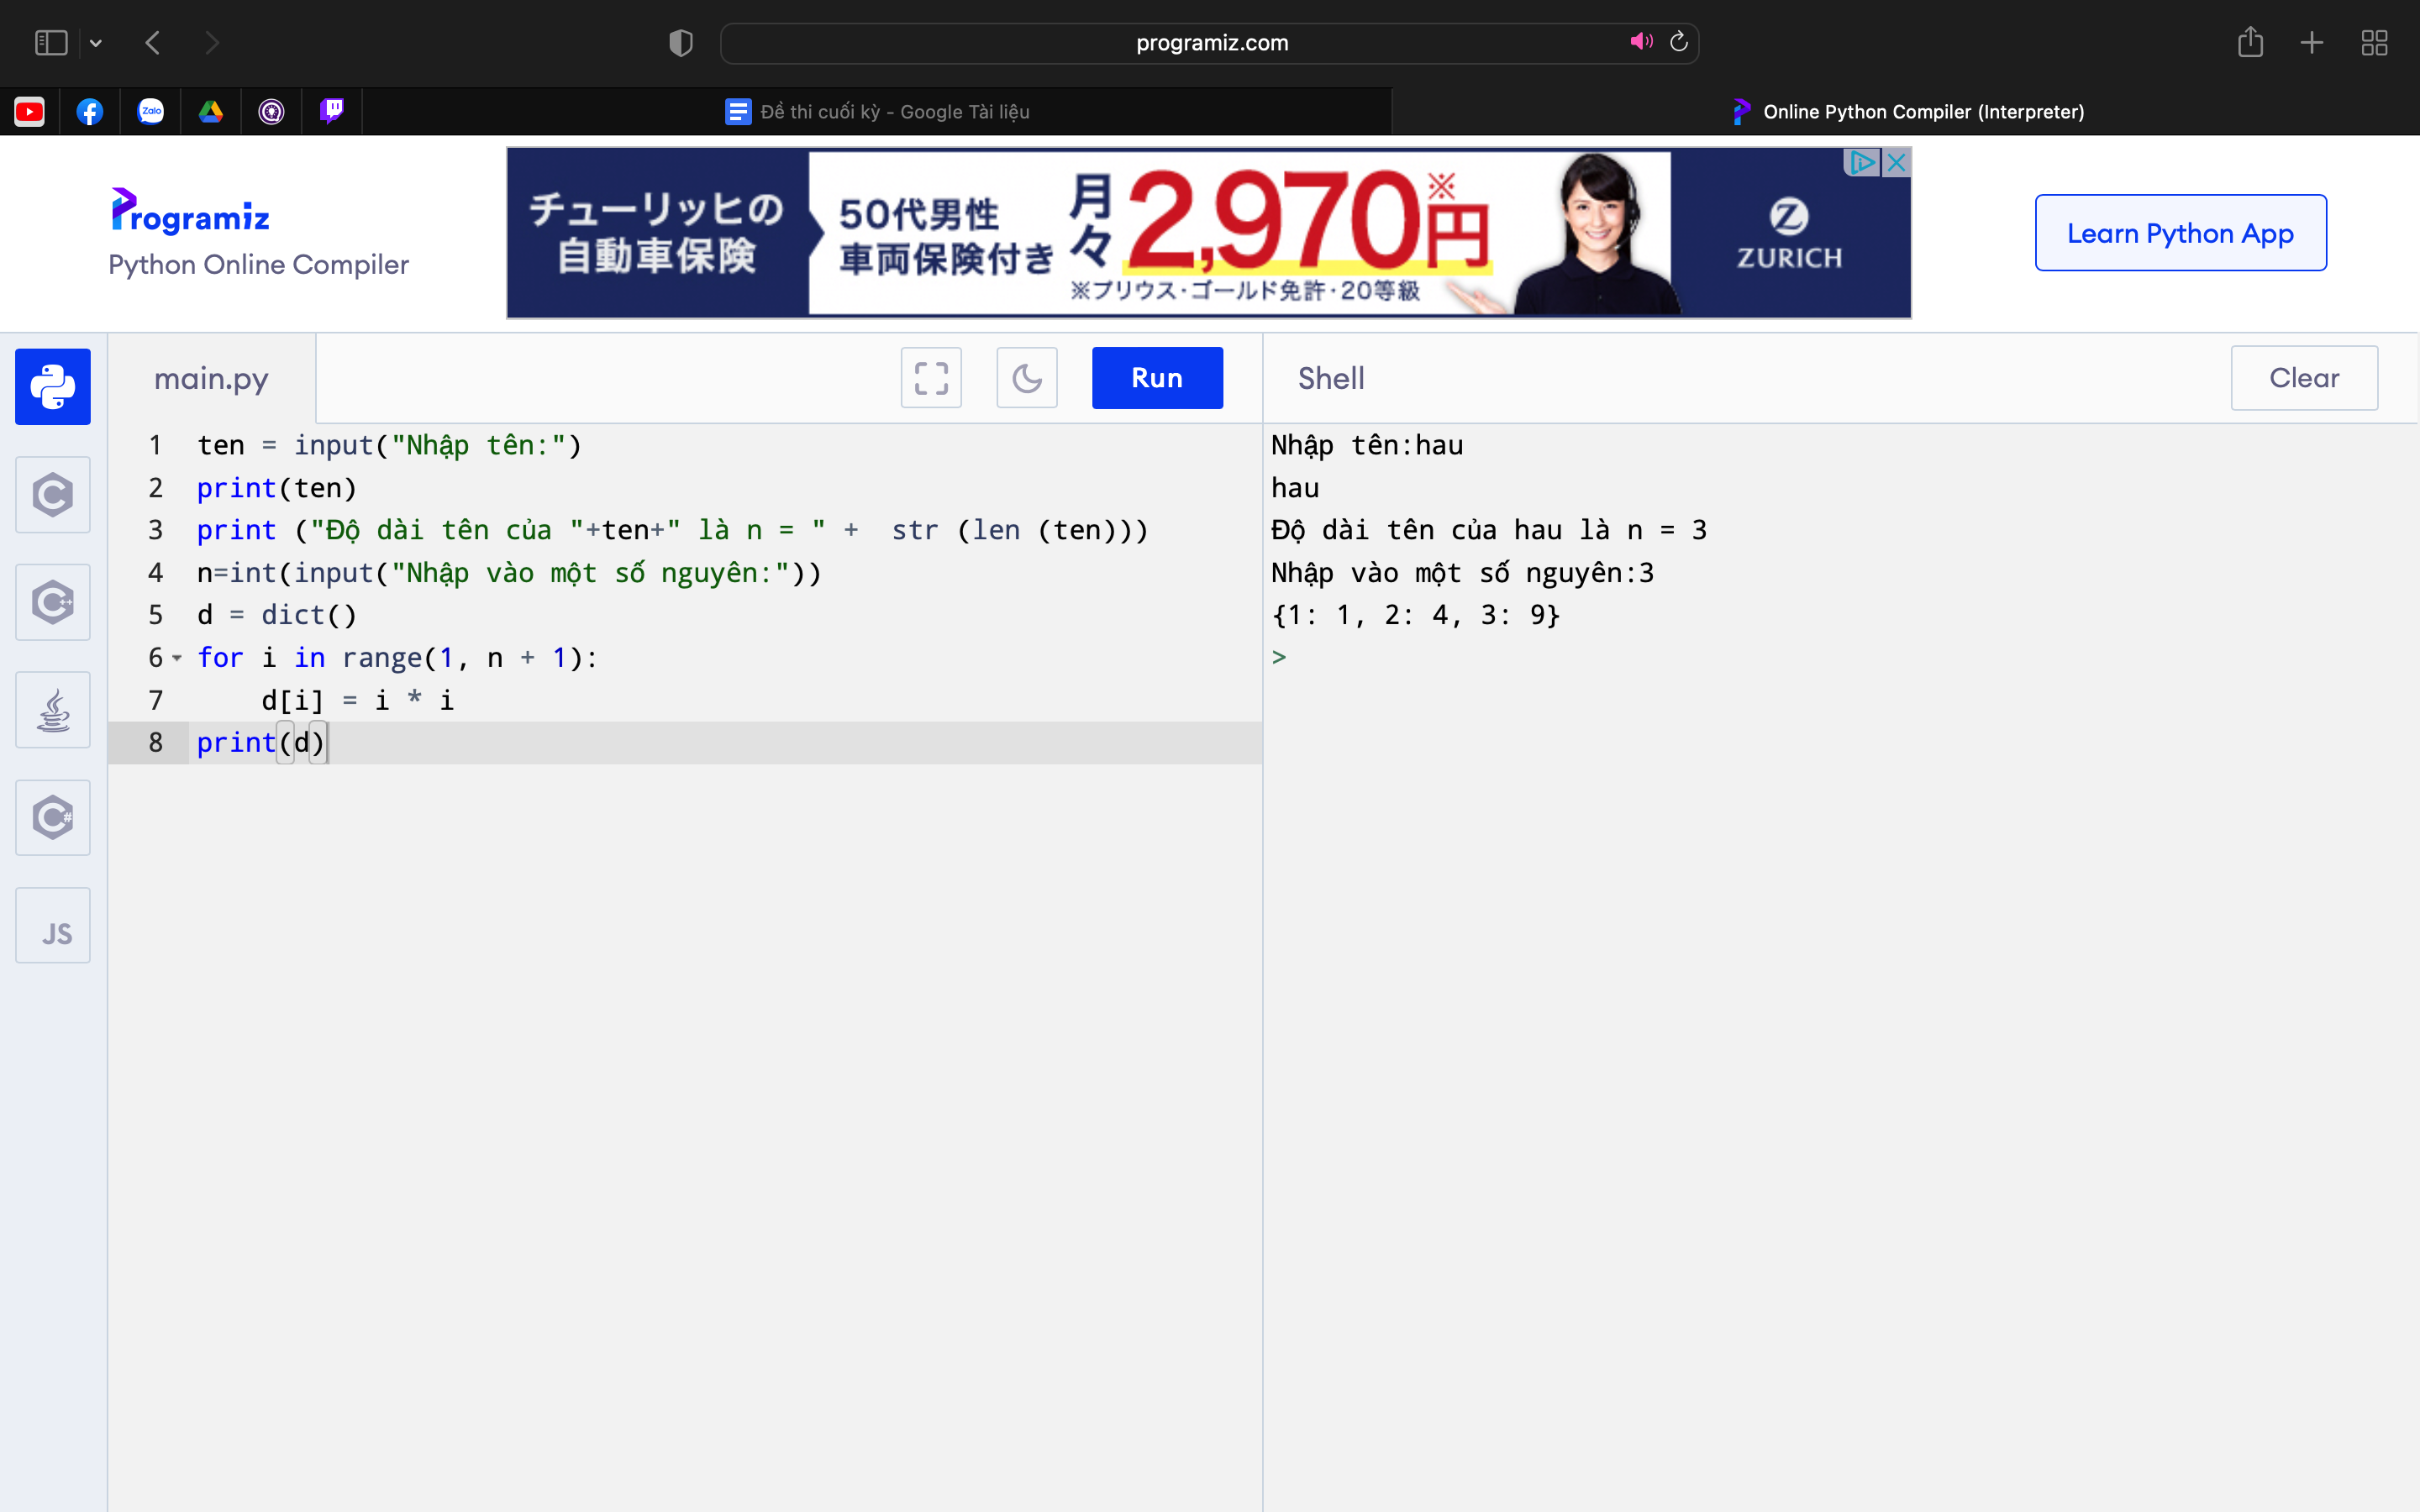 programiz.com
Zalo
Đề thi cuối kỳ - Google Tài liệu
Online Python Compiler (Interpreter)
Programiz
Python Online Compiler
チューリッヒの
自動車保険
50代男性
車両保険付き
月々2,970円※
※プリウス・ゴールド免許・20等級
ZURICH
Learn Python App
main.py
Run
Shell
Clear
1 ten = input("Nhập tên:")
2 print(ten)
3 print ("Độ dài tên của "+ten+" là n = " +  str (len (ten)))
4 n=int(input("Nhập vào một số nguyên:"))
5 d = dict()
6 for i in range(1, n + 1):
7     d[i] = i * i
8 print(d)
Nhập tên:hau
hau
Độ dài tên của hau là n = 3
Nhập vào một số nguyên:3
{1: 1, 2: 4, 3: 9}
>
C
C++
C#
JS